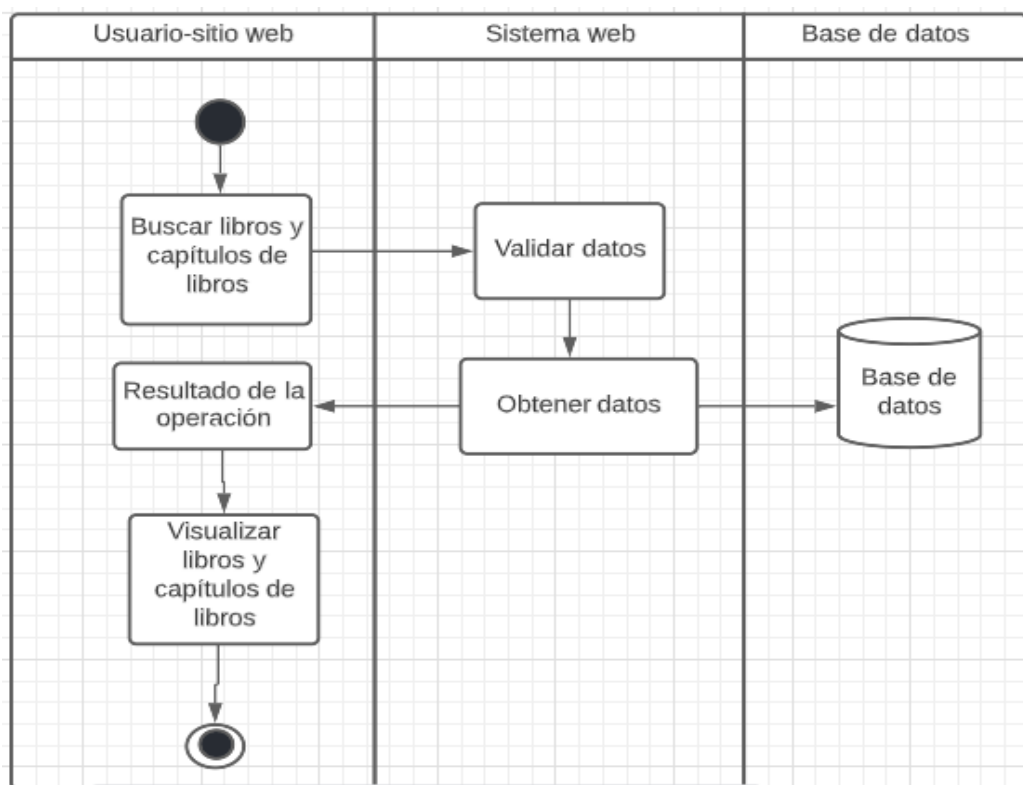 Usuario-sitio web
Sistema web
Base de datos
Buscar libros y
capítulos de
libros
Validar datos
Resultado de la
operación
Obtener datos
Base de
datos
Visualizar
libros y
capítulos de
libros